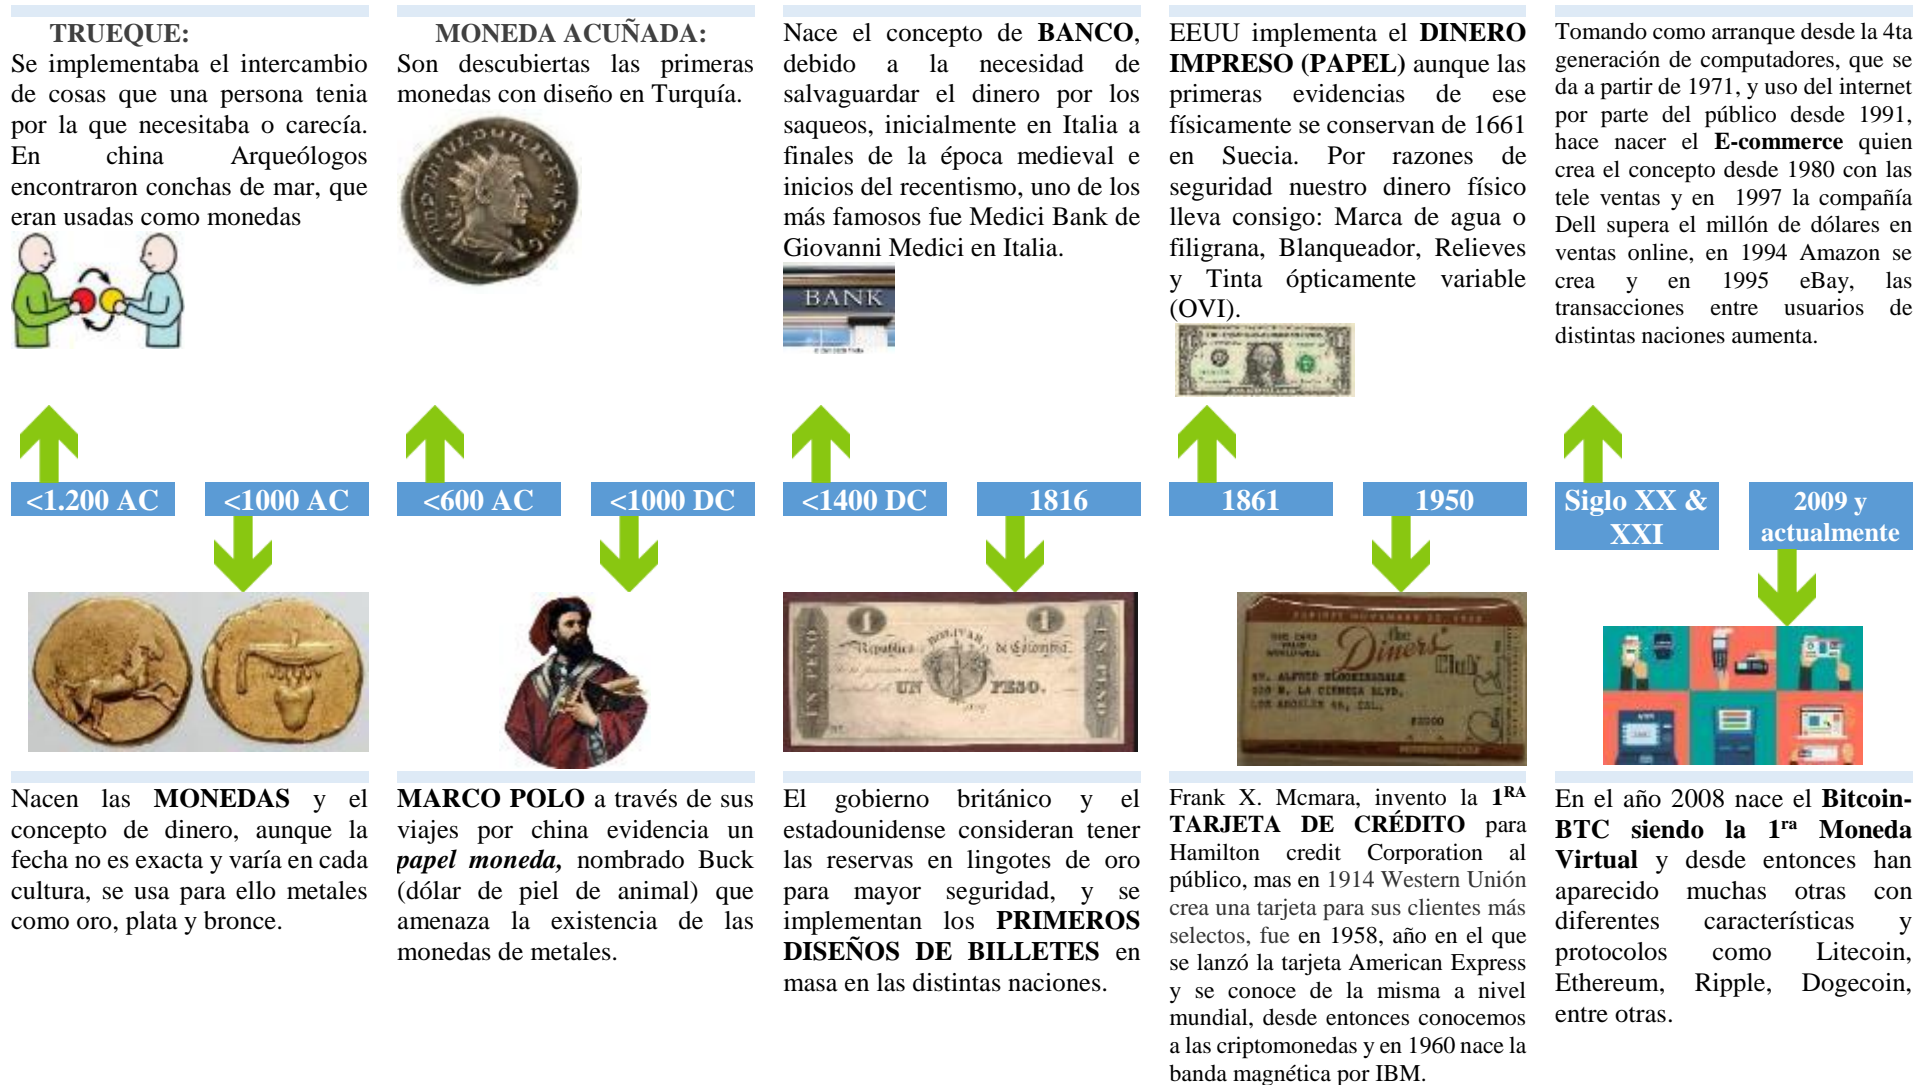 TRUEQUE:
Se implementaba el intercambio
de cosas que una persona tenia
por la que necesitaba o carecía.
En china Arqueólogos
encontraron conchas de mar, que
eran usadas como monedas
MONEDA ACUÑADA:
Son descubiertas las primeras
monedas con diseño en Turquía.
Nace el concepto de BANCO,
debido a la necesidad de
salvaguardar el dinero por los
saqueos, inicialmente en Italia a
finales de la época medieval e
inicios del recentismo, uno de los
más famosos fue Medici Bank de
Giovanni Medici en Italia.
BANK
EEUU implementa el DINERO
IMPRESO (PAPEL) aunque las
primeras evidencias de ese
físicamente se conservan de 1661
en Suecia. Por razones de
seguridad nuestro dinero físico
lleva consigo: Marca de agua o
filigrana, Blanqueador, Relieves
y Tinta ópticamente variable
(OVI).
Tomando como arranque desde la 4ta
generación de computadores, que se
da a partir de 1971, y uso del internet
por parte del público desde 1991,
hace nacer el E-commerce quien
crea el concepto desde 1980 con las
tele ventas y en 1997 la compañía
Dell supera el millón de dólares en
ventas online, en 1994 Amazon se
crea y en 1995 eBay, las
transacciones entre usuarios de
distintas naciones aumenta.
<1.200 AC
<1000 AC
<600 AC
<1000 DC
<1400 DC
1816
1861
1950
Siglo XX &
XXI
2009 y
actualmente
1
1
BOLIVAR
Republica de Colombia.
UN PESO.
UN PESO
UN PESO
the
Diners
Club
MR. ALFRED BLOOMINGDALE
LOS ANGELES 48, CAL.
Nacen las MONEDAS y el
concepto de dinero, aunque la
fecha no es exacta y varía en cada
cultura, se usa para ello metales
como oro, plata y bronce.
MARCO POLO a través de sus
viajes por china evidencia un
papel moneda, nombrado Buck
(dólar de piel de animal) que
amenaza la existencia de las
monedas de metales.
El gobierno británico y el
estadounidense consideran tener
las reservas en lingotes de oro
para mayor seguridad, y se
implementan los PRIMEROS
DISEÑOS DE BILLETES en
masa en las distintas naciones.
Frank X. Mcmara, invento la 1RA
TARJETA DE CRÉDITO para
Hamilton credit Corporation al
público, mas en 1914 Western Unión
crea una tarjeta para sus clientes más
selectos, fue en 1958, año en el que
se lanzó la tarjeta American Express
y se conoce de la misma a nivel
mundial, desde entonces conocemos
a las criptomonedas y en 1960 nace la
banda magnética por IBM.
En el año 2008 nace el Bitcoin-
BTC siendo la 1ra Moneda
Virtual y desde entonces han
aparecido muchas otras con
diferentes características y
protocolos como Litecoin,
Ethereum, Ripple, Dogecoin,
entre otras.